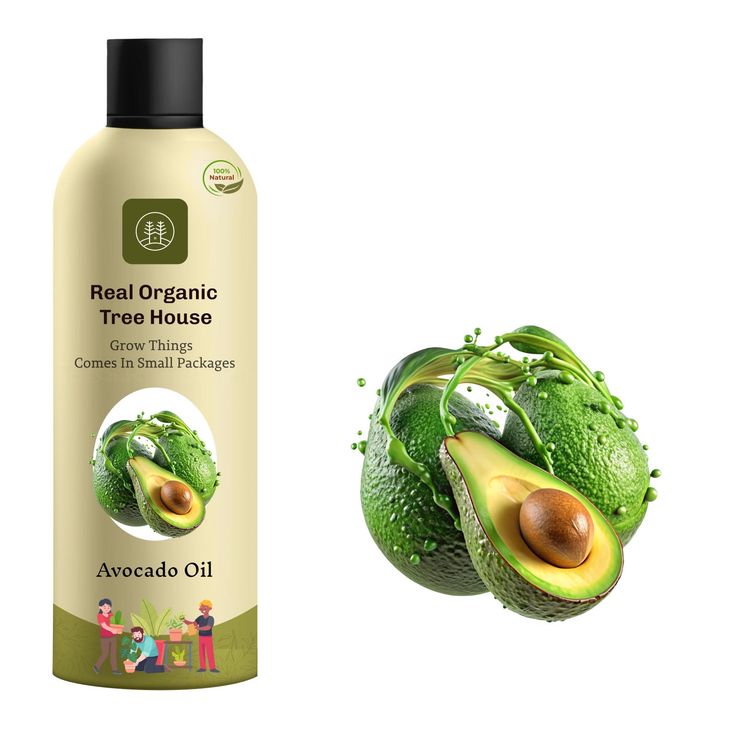 100%
Natural
Real Organic
Tree House
Grow Things
Comes In Small Packages
Avocado Oil